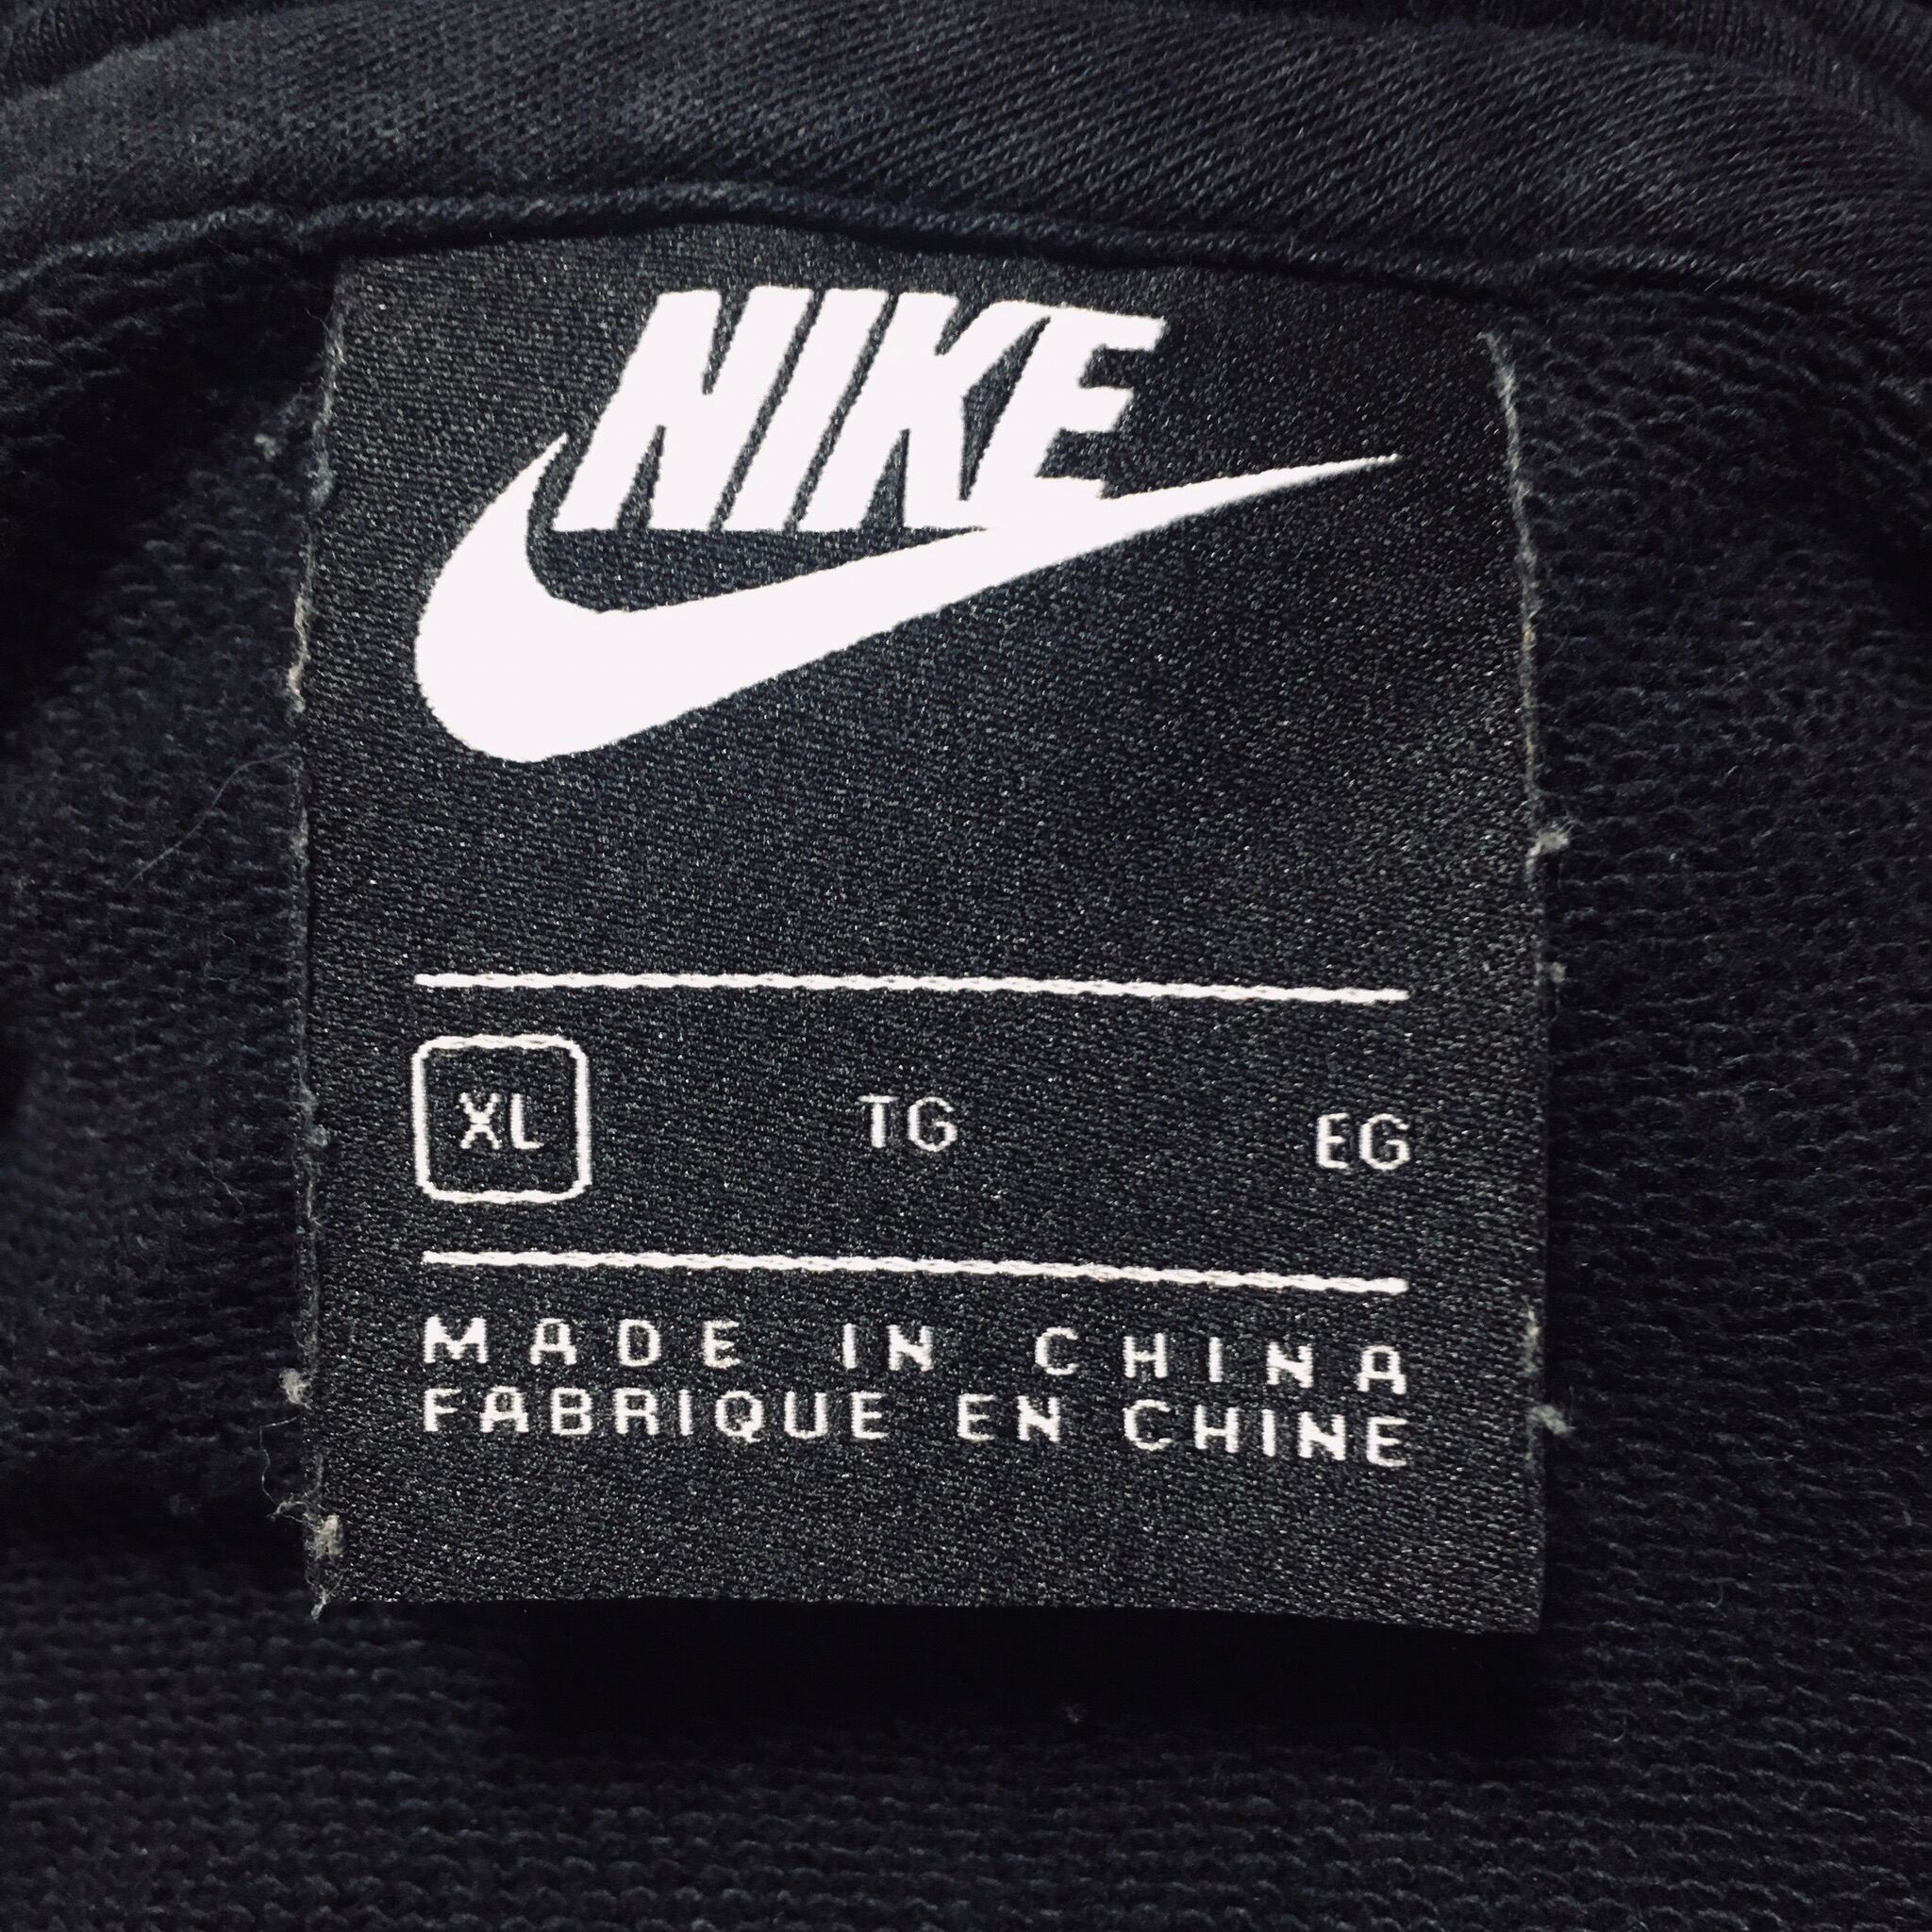 NIKE
XL TG EG
MADE IN CHINA
FABRIQUE EN CHINE